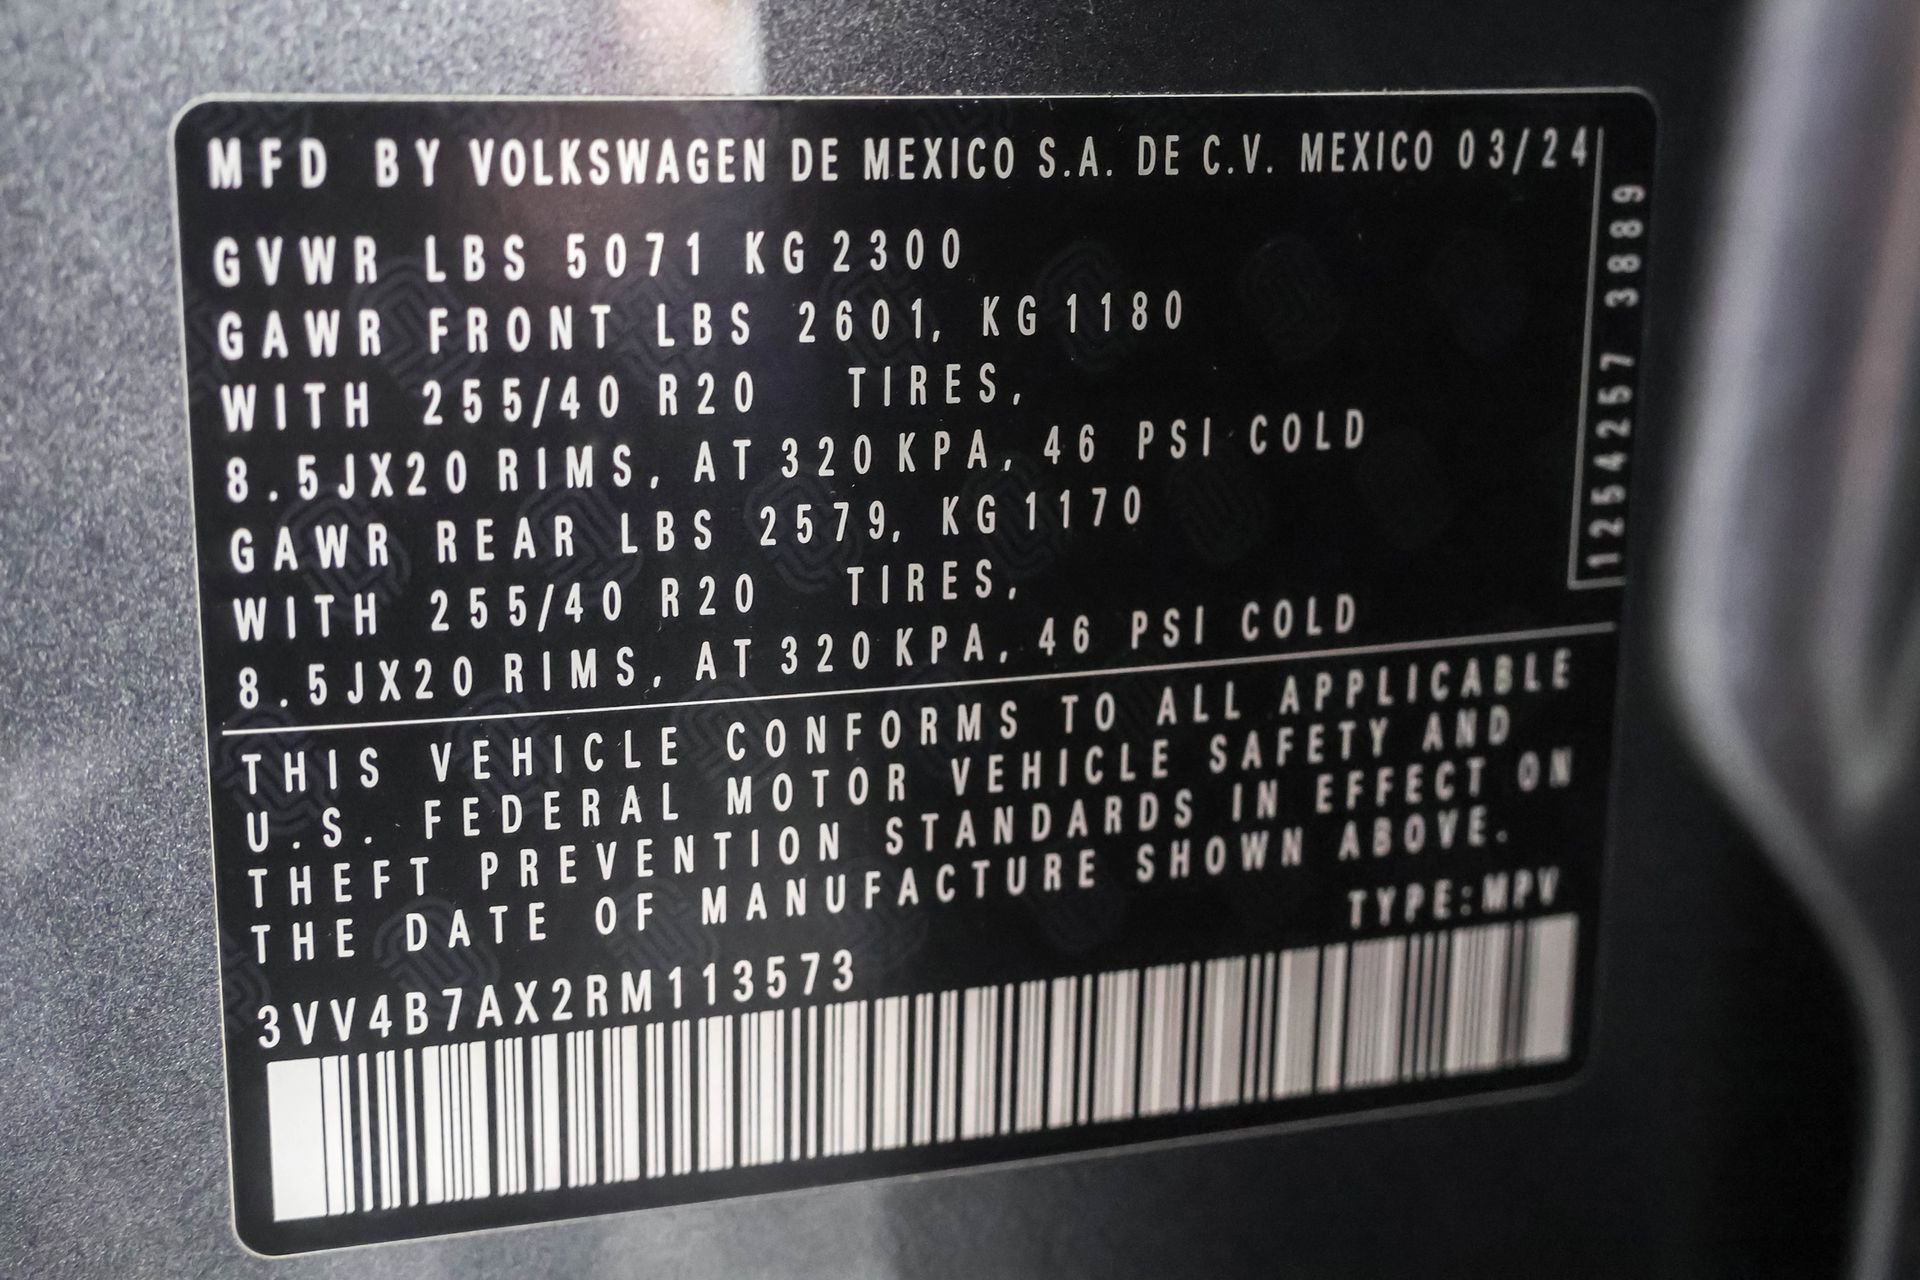 MFD BY VOLKSWAGEN DE MEXICO S.A. DE C.V. MEXICO 03/24
GVWR LBS 5071 KG 2300
GAWR FRONT LBS 2601, KG 1180
WITH 255/40 R20 TIRES,
8.5JX20 RIMS, AT 320 KPA, 46 PSI COLD
GAWR REAR LBS 2579, KG 1170
WITH 255/40 R20 TIRES,
8.5JX20 RIMS, AT 320 KPA, 46 PSI COLD
1254257 3889
THIS VEHICLE CONFORMS TO ALL APPLICABLE
U.S. FEDERAL MOTOR VEHICLE SAFETY AND
THEFT PREVENTION STANDARDS IN EFFECT ON
THE DATE OF MANUFACTURE SHOWN ABOVE.
TYPE:MPV
3VV4B7AX2RM113573